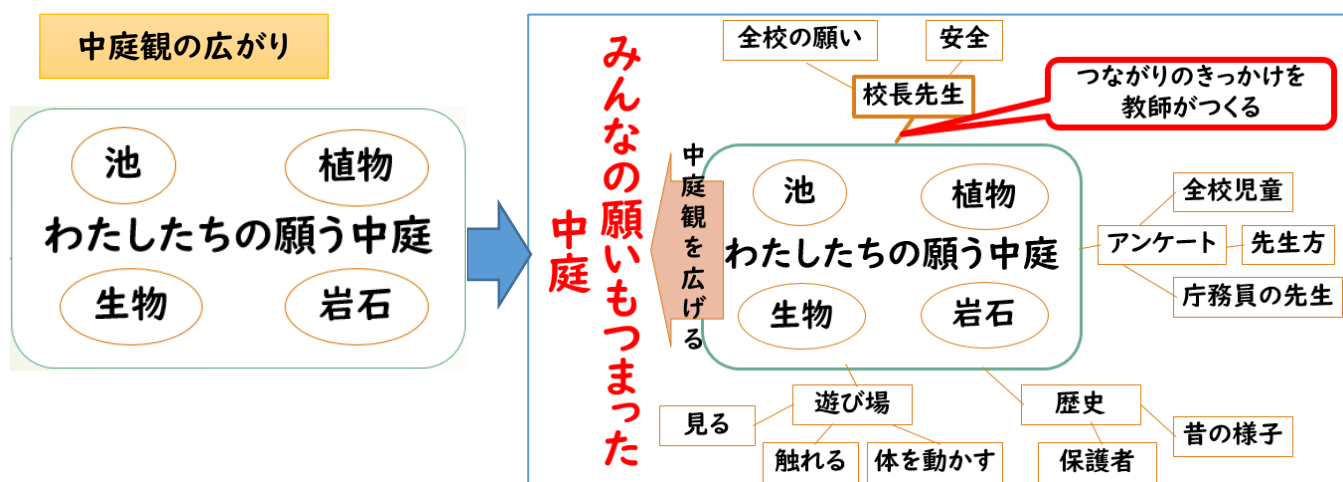 中庭観の広がり
池
植物
わたしたちの願う中庭
生物
岩石
みんなの願いもつまった
中庭
中庭観を広げる
全校の願い
安全
校長先生
つながりのきっかけを
教師がつくる
池
植物
わたしたちの願う中庭
生物
岩石
全校児童
アンケート
先生方
庁務員の先生
遊び場
見る
触れる
体を動かす
歴史
昔の様子
保護者